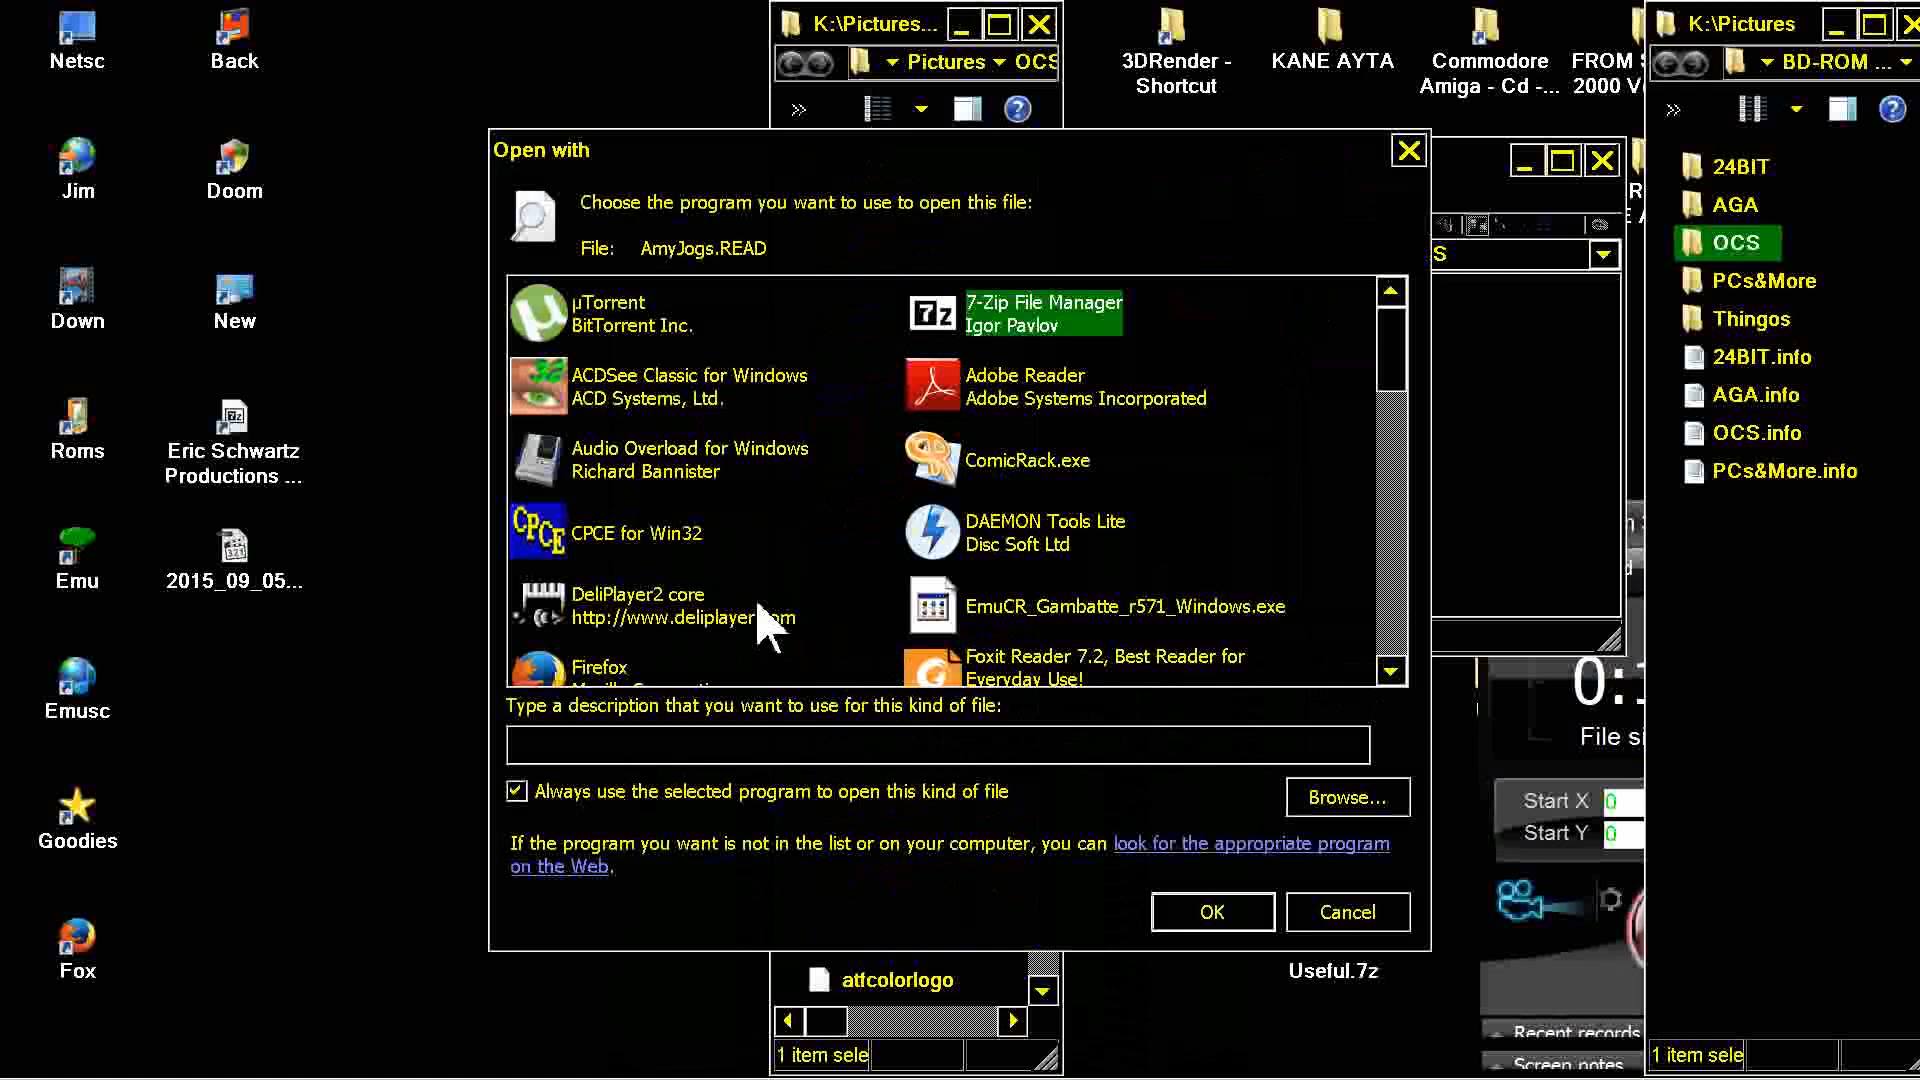 Netsc
Back
Jim
Doom
Down
New
Roms
Eric Schwartz
Productions ...
Emu
2015_09_05...
Emusc
Goodies
Fox
K:\Pictures...
Pictures
OCS
3DRender -
Shortcut
KANE AYTA
Commodore
Amiga - Cd -...
FROM
2000
K:\Pictures
BD-ROM ...
24BIT
AGA
OCS
PCs&More
Thingos
24BIT.info
AGA.info
OCS.info
PCs&More.info
1 item sele
Open with
Choose the program you want to use to open this file:
File: AmyJogs.READ
µTorrent
BitTorrent Inc.
7-Zip File Manager
Igor Pavlov
ACDSee Classic for Windows
ACD Systems, Ltd.
Adobe Reader
Adobe Systems Incorporated
Audio Overload for Windows
Richard Bannister
ComicRack.exe
CPCE
CPCE for Win32
DAEMON Tools Lite
Disc Soft Ltd
DeliPlayer2 core
http://www.deliplayer
EmuCR_Gambatte_r571_Windows.exe
Firefox
Foxit Reader 7.2, Best Reader for
Everyday Use!
Type a description that you want to use for this kind of file:
Always use the selected program to open this kind of file
Browse...
If the program you want is not in the list or on your computer, you can look for the appropriate program
on the Web.
OK
Cancel
atfcolorlogo
1 item sele
Useful.7z
File si
Start X 0
Start Y 0
Recent records
Screen notes